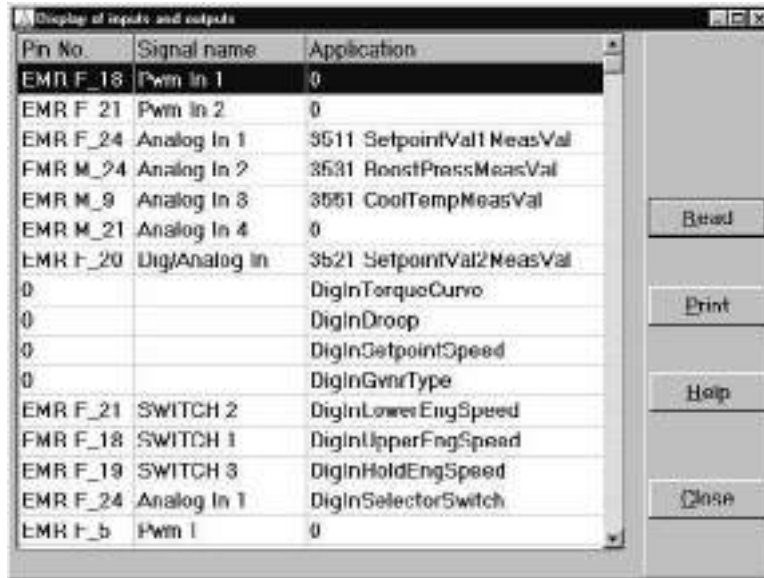 Display of inputs and outputs
Pin No. Signal name Application
EMR F_18 Pwm In 1 0
EMR F_21 Pwm In 2 0
EMR F_24 Analog In 1 3511 SetpointVal1MeasVal
EMR M_24 Analog In 2 3531 BoostPressMeasVal
EMR M_9 Analog In 3 3551 CoolTempMeasVal
EMR M_21 Analog In 4 0
EMR F_20 Dig/Analog In 3521 SetpointVal2MeasVal
0 DigInTorqueCurve
0 DigInDroop
0 DigInSetpointSpeed
0 DigInGvnrType
EMR F_21 SWITCH 2 DigInLowerEngSpeed
EMR F_18 SWITCH 1 DigInUpperEngSpeed
EMR F_19 SWITCH 3 DigInHoldEngSpeed
EMR F_24 Analog In 1 DigInSelectorSwitch
EMR F_5 Pwm 1 0
Read
Print
Help
Close